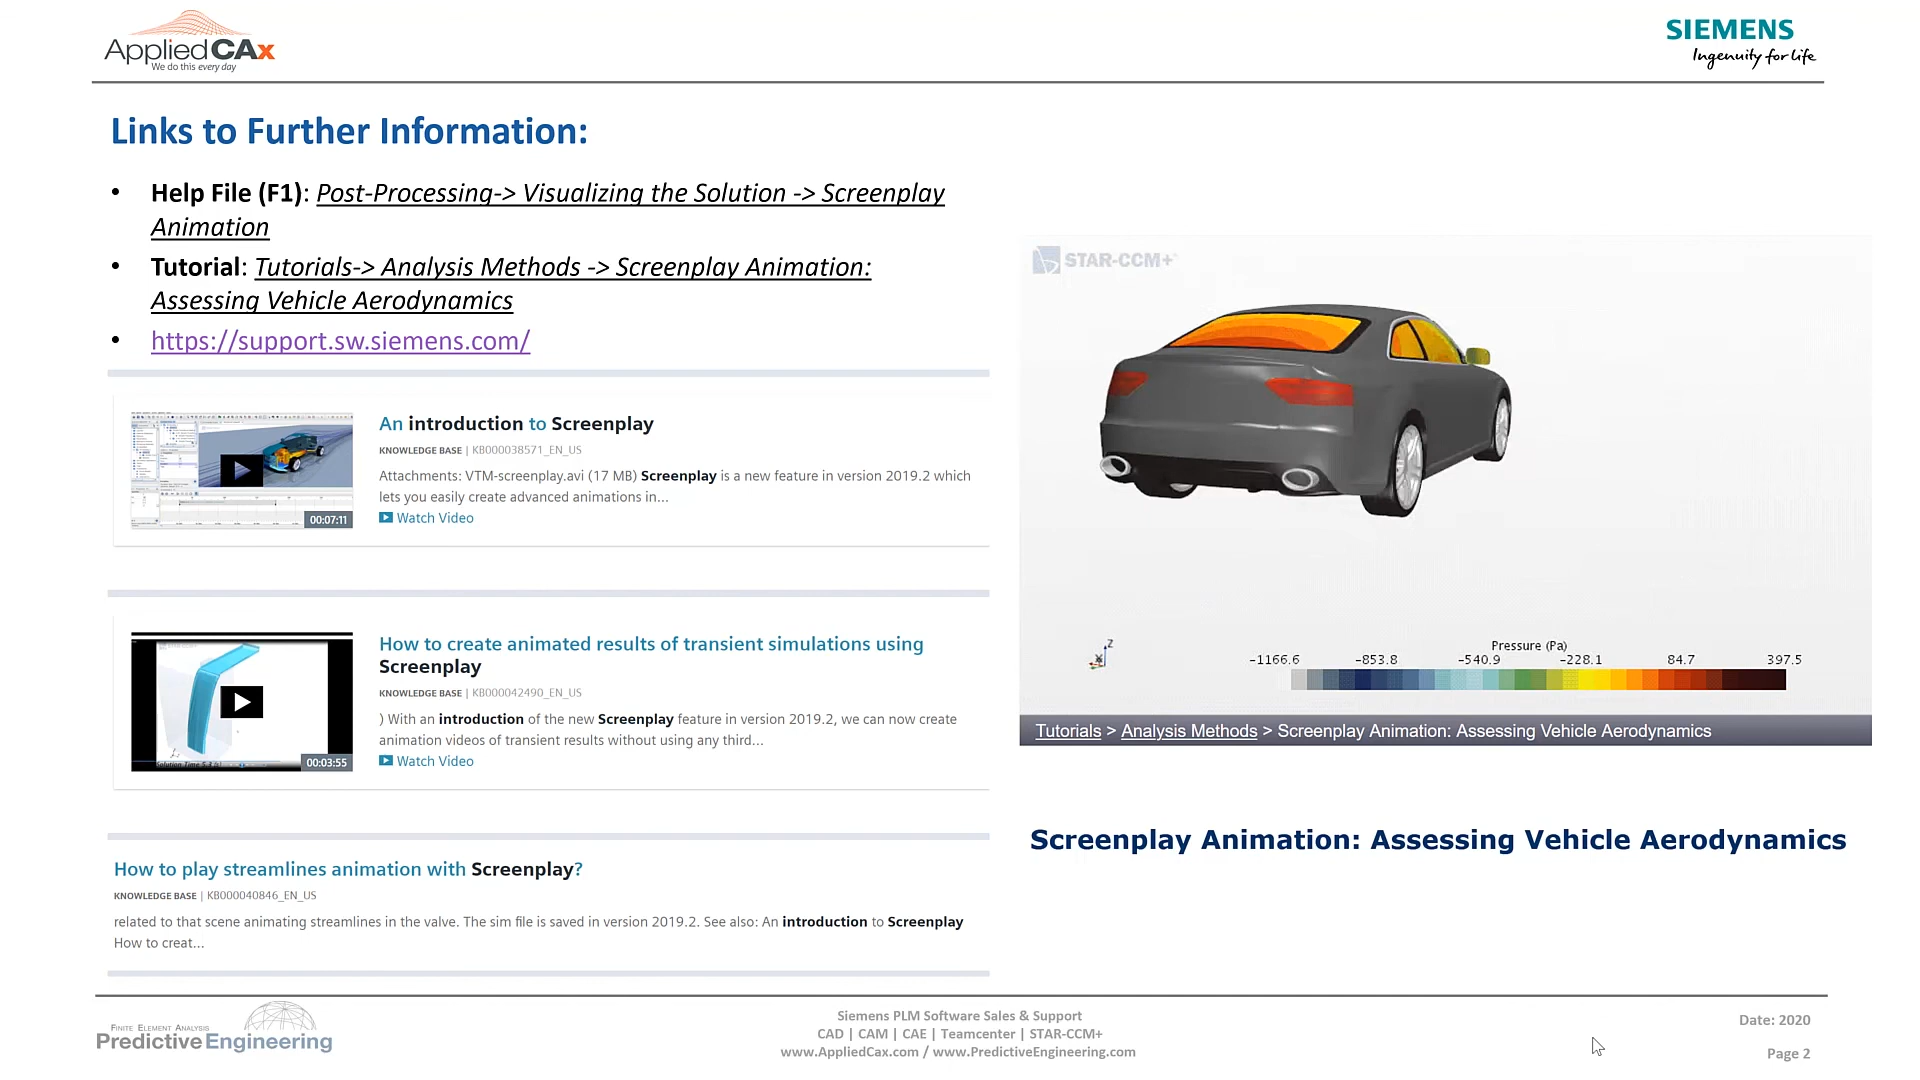 AppliedCAx
We do this every day
SIEMENS
Ingenuity for life
Links to Further Information:
• Help File (F1): Post-Processing-> Visualizing the Solution -> Screenplay
Animation
• Tutorial: Tutorials-> Analysis Methods -> Screenplay Animation:
Assessing Vehicle Aerodynamics
• https://support.sw.siemens.com/
An introduction to Screenplay
KNOWLEDGE BASE | KB000038571_EN_US
Attachments: VTM-screenplay.avi (17 MB) Screenplay is a new feature in version 2019.2 which
lets you easily create advanced animations in...
Watch Video
00:07:11
How to create animated results of transient simulations using
Screenplay
KNOWLEDGE BASE | KB000042490_EN_US
) With an introduction of the new Screenplay feature in version 2019.2, we can now create
animation videos of transient results without using any third...
Watch Video
00:03:55
How to play streamlines animation with Screenplay?
KNOWLEDGE BASE | KB000040846_EN_US
related to that scene animating streamlines in the valve. The sim file is saved in version 2019.2. See also: An introduction to Screenplay
How to creat...
STAR-CCM+
Z
Pressure (Pa)
-1166.6 -853.8 -540.9 -228.1 84.7 397.5
Tutorials > Analysis Methods > Screenplay Animation: Assessing Vehicle Aerodynamics
Screenplay Animation: Assessing Vehicle Aerodynamics
FINITE ELEMENT ANALYSIS
PredictiveEngineering
Siemens PLM Software Sales & Support
CAD | CAM | CAE | Teamcenter | STAR-CCM+
www.AppliedCax.com / www.PredictiveEngineering.com
Date: 2020
Page 2